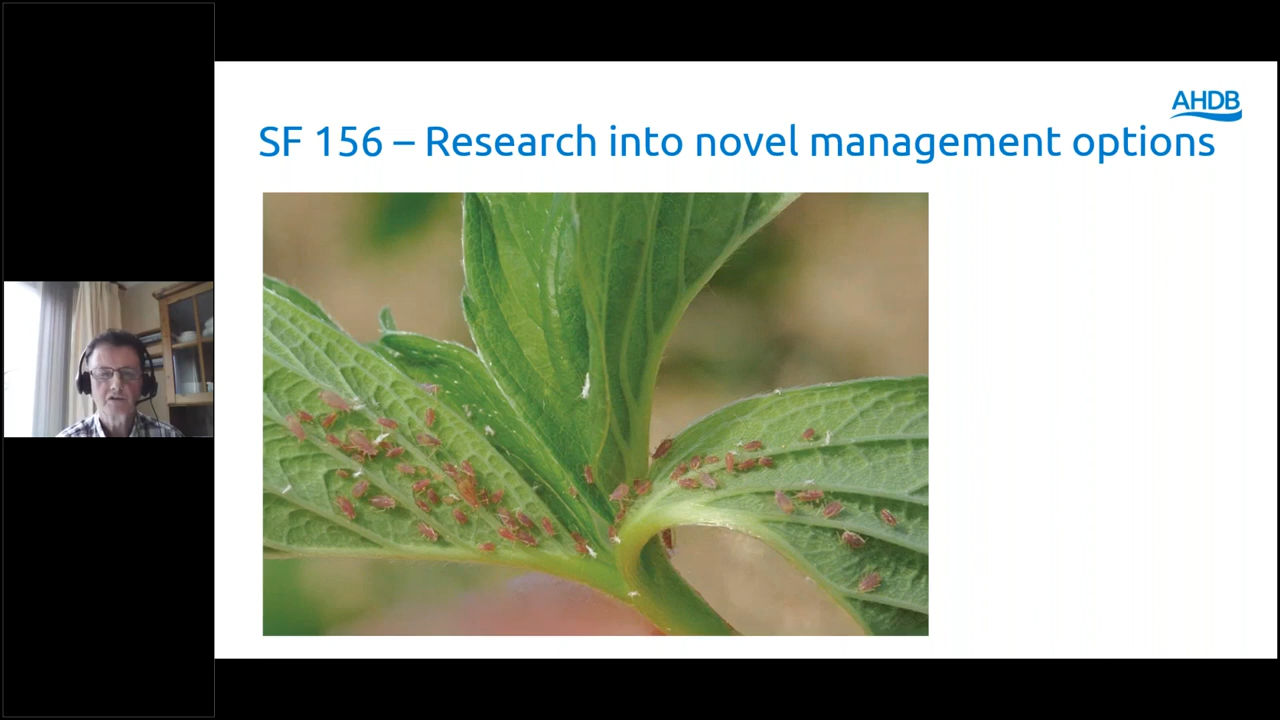 AHDB
SF 156 – Research into novel management options